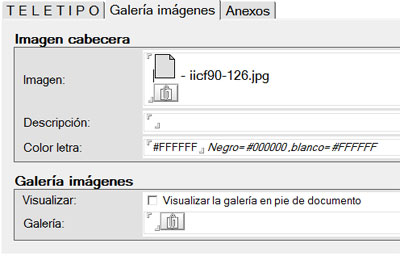 T E L E T I P O Galería imágenes Anexos
Imagen cabecera
Imagen: - iicf90-126.jpg
Descripción:
Color letra: #FFFFFF Negro=#000000,blanco=#FFFFFF
Galería imágenes
Visualizar: Visualizar la galería en pie de documento
Galería: